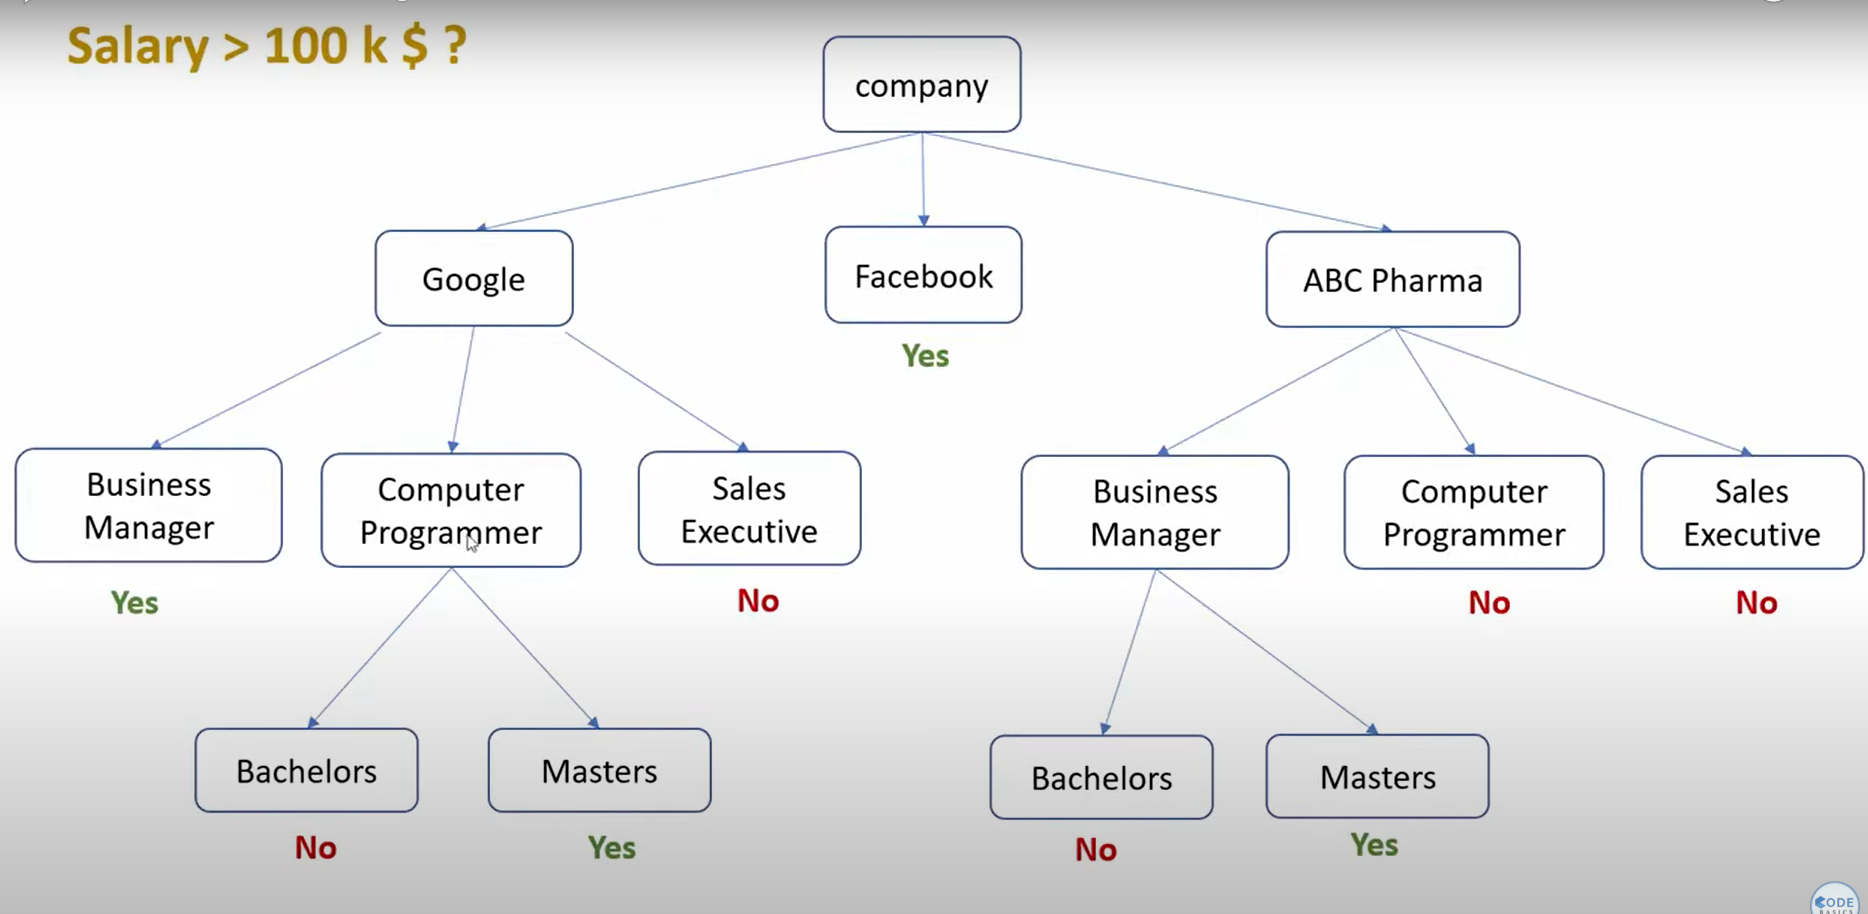 Salary > 100 k $ ?
company
Google
Facebook
ABC Pharma
Yes
Business
Manager
Computer
Programmer
Sales
Executive
Business
Manager
Computer
Programmer
Sales
Executive
Yes
No
No
No
Bachelors
Masters
Bachelors
Masters
No
Yes
No
Yes
CODE